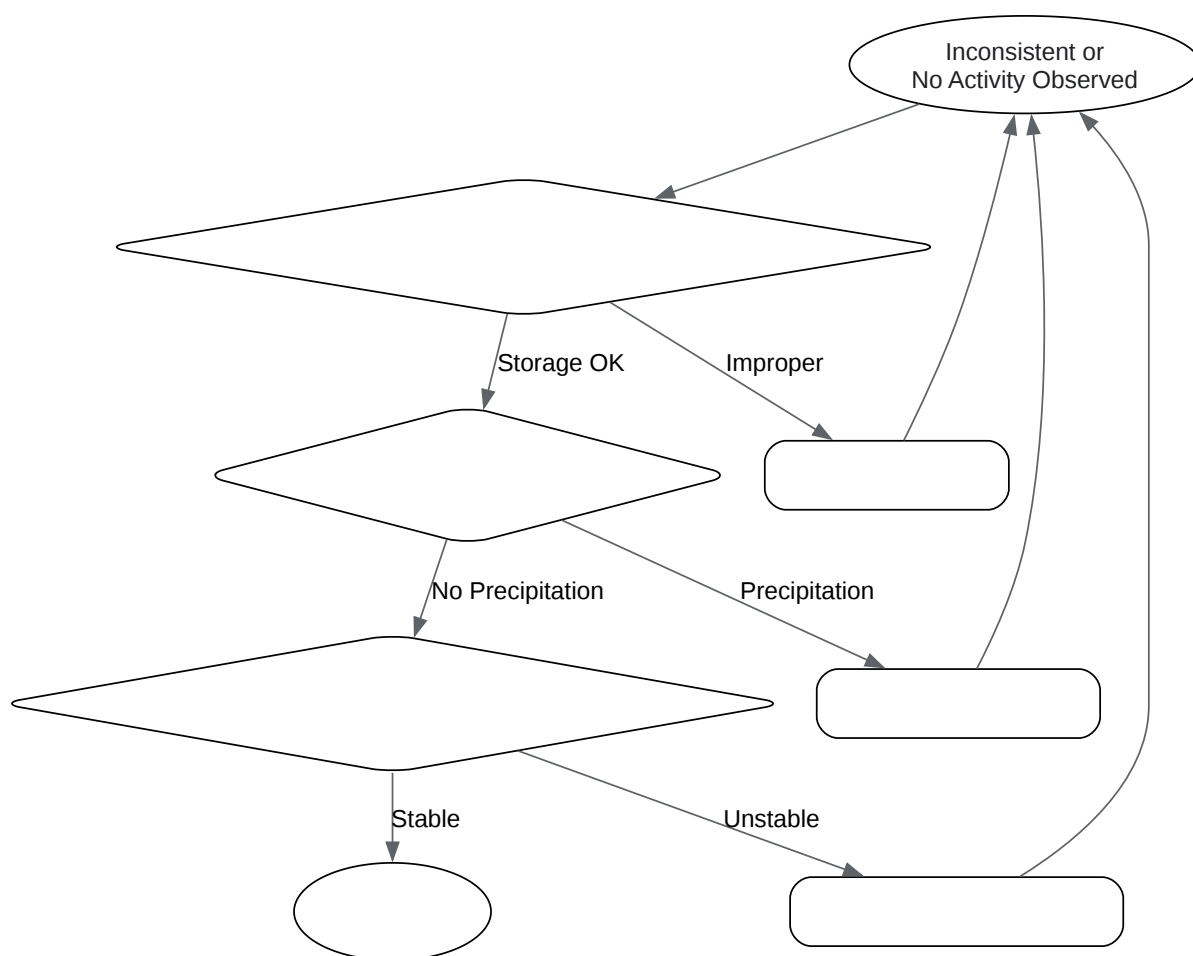 Inconsistent or
No Activity Observed
Storage OK
Improper
No Precipitation
Precipitation
Stable
Unstable